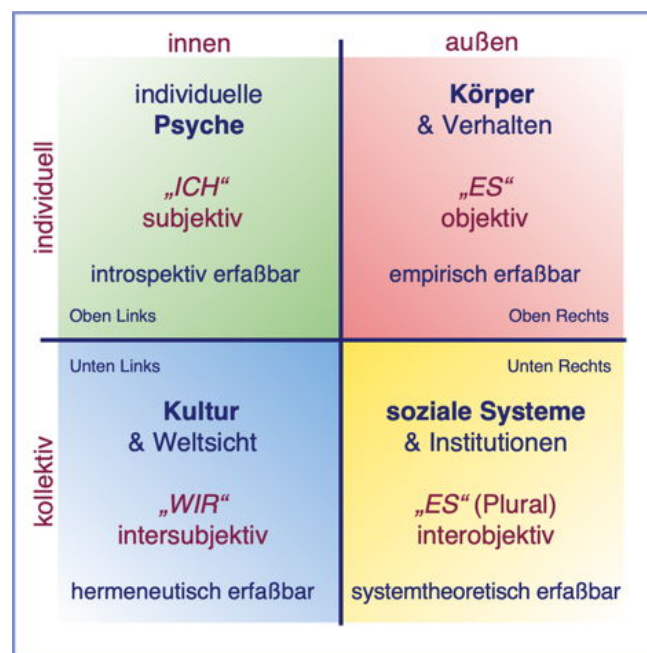 innen
außen
individuell
individuelle
Psyche
„ICH“
subjektiv
introspektiv erfaßbar
Oben Links
Körper
& Verhalten
„ES“
objektiv
empirisch erfaßbar
Oben Rechts
kollektiv
Unten Links
Kultur
& Weltsicht
„WIR“
intersubjektiv
hermeneutisch erfaßbar
Unten Rechts
soziale Systeme
& Institutionen
„ES“ (Plural)
interobjektiv
systemtheoretisch erfaßbar